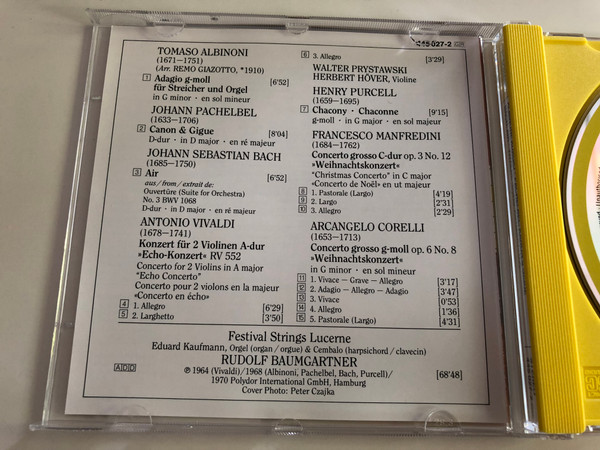 TOMASO ALBINONI
(1671—1751)
(Arr. REMO GIAZOTTO, *1910)
1 Adagio g-moll [6'52]
für Streicher und Orgel
in G minor · en sol mineur
JOHANN PACHELBEL
(1633—1706)
2 Canon & Gigue [8'04]
D-dur · in D major · en ré majeur
JOHANN SEBASTIAN BACH
(1685—1750)
3 Air [6'52]
aus/from/extrait de:
Ouvertüre (Suite for Orchestra)
No. 3 BWV 1068
D-dur · in D major · en ré majeur
ANTONIO VIVALDI
(1678—1741)
Konzert für 2 Violinen A-dur
»Echo-Konzert« RV 552
Concerto for 2 Violins in A major
“Echo Concerto”
Concerto pour 2 violons en la majeur
«Concerto en écho»
4 1. Allegro [6'29]
5 2. Larghetto [3'50]
027-2
6 3. Allegro [3'29]
WALTER PRYSTAWSKI
HERBERT HÖVER, Violine
HENRY PURCELL
(1659—1695)
7 Chacony · Chaconne [9'15]
g-moll · in G major · en sol majeur
FRANCESCO MANFREDINI
(1684—1762)
Concerto grosso C-dur op. 3 No. 12
»Weihnachtskonzert«
“Christmas Concerto” in C major
«Concerto de Noël» en ut majeur
8 1. Pastorale (Largo) [4'19]
9 2. Largo [2'31]
10 3. Allegro [2'29]
ARCANGELO CORELLI
(1653—1713)
Concerto grosso g-moll op. 6 No. 8
»Weihnachtskonzert«
in G minor · en sol mineur
11 1. Vivace — Grave — Allegro [3'17]
12 2. Adagio — Allegro — Adagio [3'47]
13 3. Vivace [0'53]
14 4. Allegro [1'36]
15 5. Pastorale (Largo) [4'31]
Festival Strings Lucerne
Eduard Kaufmann, Orgel (organ/orgue) & Cembalo (harpsichord/clavecin)
RUDOLF BAUMGARTNER
ADD ℗ 1964 (Vivaldi)/1968 (Albinoni, Pachelbel, Bach, Purcell)/ [68'48]
1970 Polydor International GmbH, Hamburg
Cover Photo: Peter Czajka